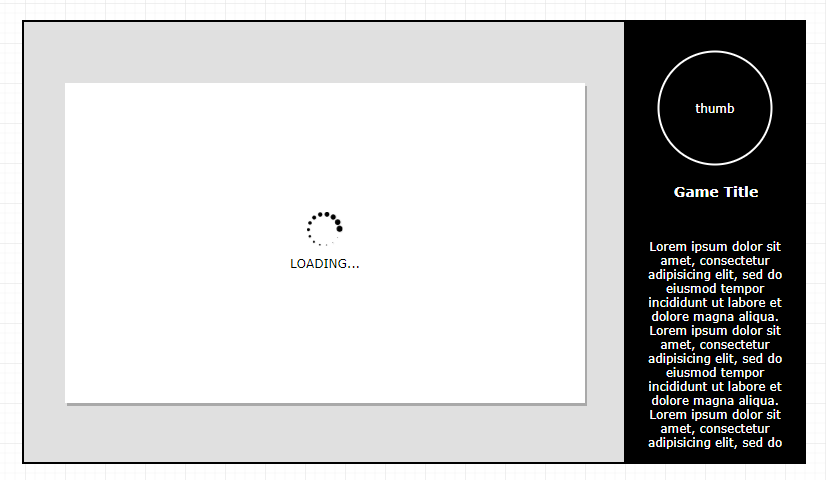 LOADING...
thumb
Game Title
Lorem ipsum dolor sit
amet, consectetur
adipisicing elit, sed do
eiusmod tempor
incididunt ut labore et
dolore magna aliqua.
Lorem ipsum dolor sit
amet, consectetur
adipisicing elit, sed do
eiusmod tempor
incididunt ut labore et
dolore magna aliqua.
Lorem ipsum dolor sit
amet, consectetur
adipisicing elit, sed do